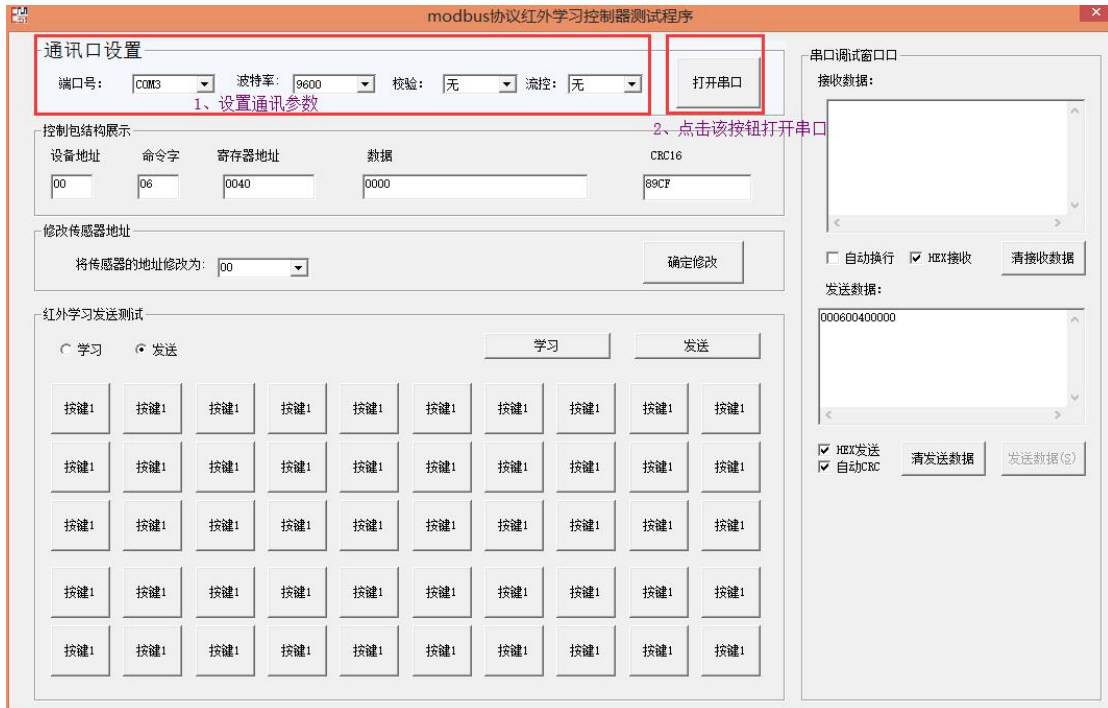 modbus协议红外学习控制器测试程序
通讯口设置
端口号： COM3 波特率： 9600 校验： 无 流控： 无 打开串口
1、设置通讯参数
2、点击该按钮打开串口
控制包结构展示
设备地址 命令字 寄存器地址 数据 CRC16
00 06 0040 0000 89CF
修改传感器地址
将传感器的地址修改为： 00 确定修改
红外学习发送测试
学习 发送 学习 发送
按键1 按键1 按键1 按键1 按键1 按键1 按键1 按键1 按键1 按键1
按键1 按键1 按键1 按键1 按键1 按键1 按键1 按键1 按键1 按键1
按键1 按键1 按键1 按键1 按键1 按键1 按键1 按键1 按键1 按键1
按键1 按键1 按键1 按键1 按键1 按键1 按键1 按键1 按键1 按键1
按键1 按键1 按键1 按键1 按键1 按键1 按键1 按键1 按键1 按键1
串口调试窗口口
接收数据：
自动换行 HEX接收 清接收数据
发送数据：
000600400000
HEX发送
自动CRC 清发送数据 发送数据(S)